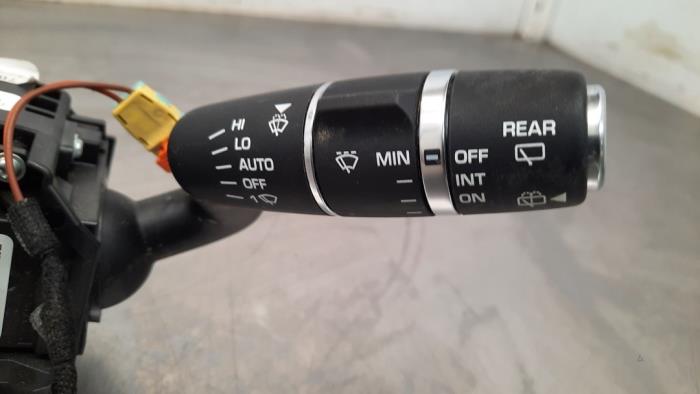 HI
LO
AUTO
OFF
1
MIN
REAR
OFF
INT
ON